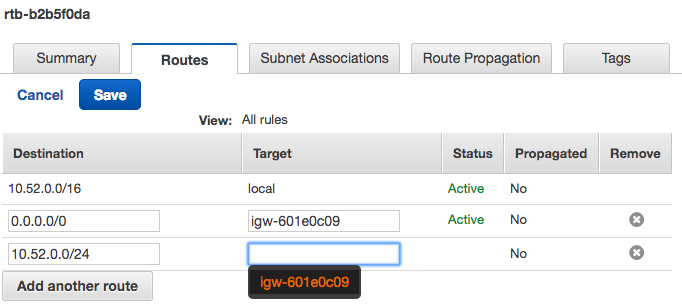 rtb-b2b5f0da
Summary Routes Subnet Associations Route Propagation Tags
Cancel Save
View: All rules
Destination Target Status Propagated Remove
10.52.0.0/16 local Active No
0.0.0.0/0 igw-601e0c09 Active No
10.52.0.0/24 No
Add another route igw-601e0c09